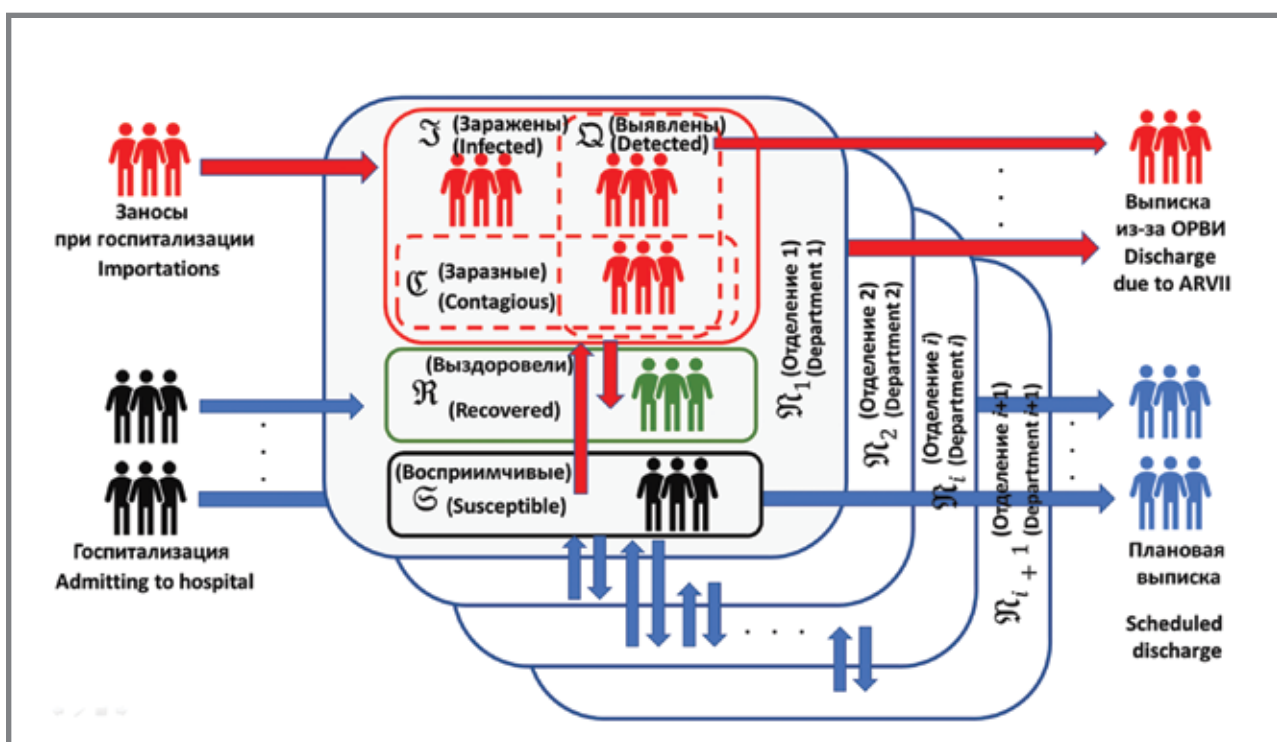 Заносы
при госпитализации
Importations
Госпитализация
Admitting to hospital
ℑ (Заражены)
(Infected)
𝔔 (Выявлены)
(Detected)
ℭ (Заразные)
(Contagious)
(Выздоровели)
ℜ
(Recovered)
(Восприимчивые)
𝔖 (Susceptible)
𝔑1 (Отделение 1)
(Department 1)
𝔑2 (Отделение 2)
(Department 2)
𝔑i (Отделение i)
(Department i)
𝔑i + 1 (Отделение i+1)
(Department i+1)
Выписка
из-за ОРВИ
Discharge
due to ARVII
Плановая
выписка
Scheduled
discharge